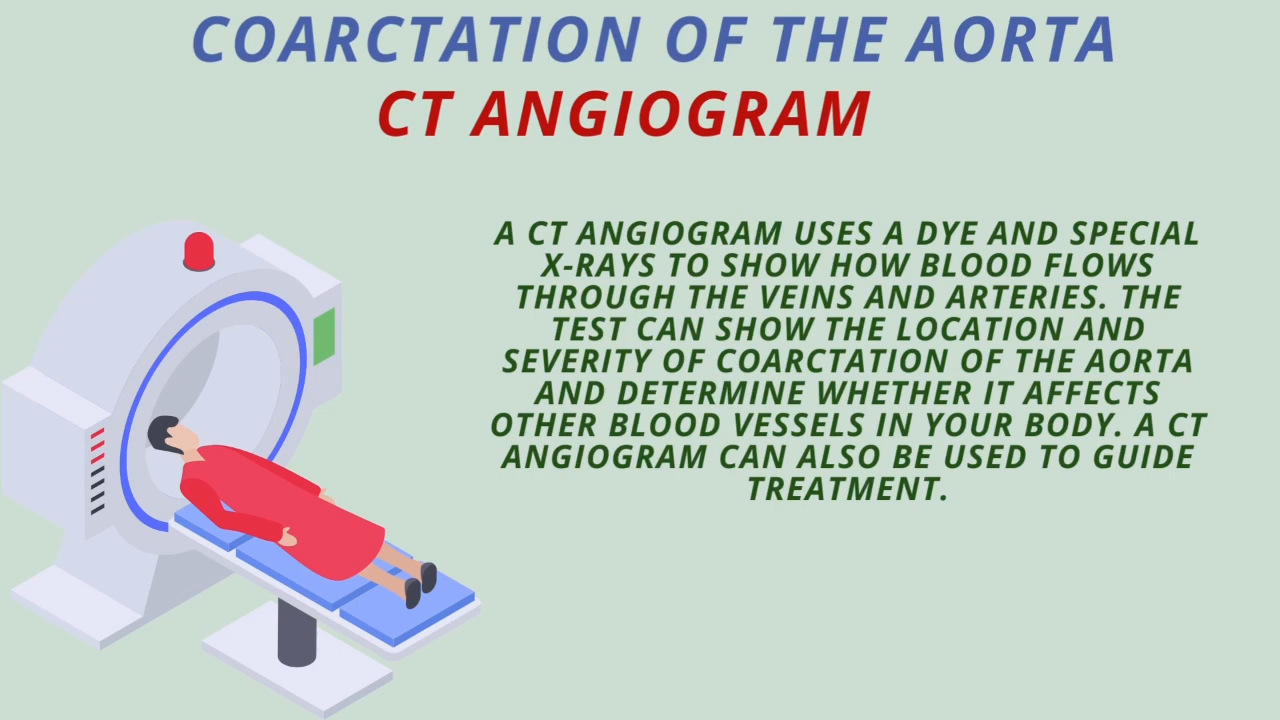 COARCTATION OF THE AORTA
CT ANGIOGRAM
A CT ANGIOGRAM USES A DYE AND SPECIAL
X-RAYS TO SHOW HOW BLOOD FLOWS
THROUGH THE VEINS AND ARTERIES. THE
TEST CAN SHOW THE LOCATION AND
SEVERITY OF COARCTATION OF THE AORTA
AND DETERMINE WHETHER IT AFFECTS
OTHER BLOOD VESSELS IN YOUR BODY. A CT
ANGIOGRAM CAN ALSO BE USED TO GUIDE
TREATMENT.